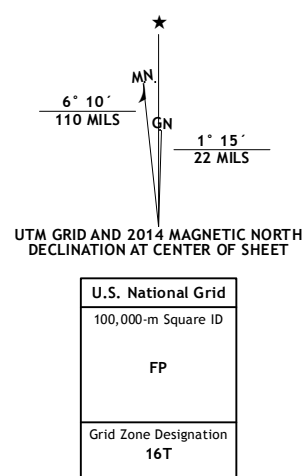 ★
MN.
6° 10´
110 MILS
GN
1° 15´
22 MILS
UTM GRID AND 2014 MAGNETIC NORTH
DECLINATION AT CENTER OF SHEET
U.S. National Grid
100,000-m Square ID
FP
Grid Zone Designation
16T